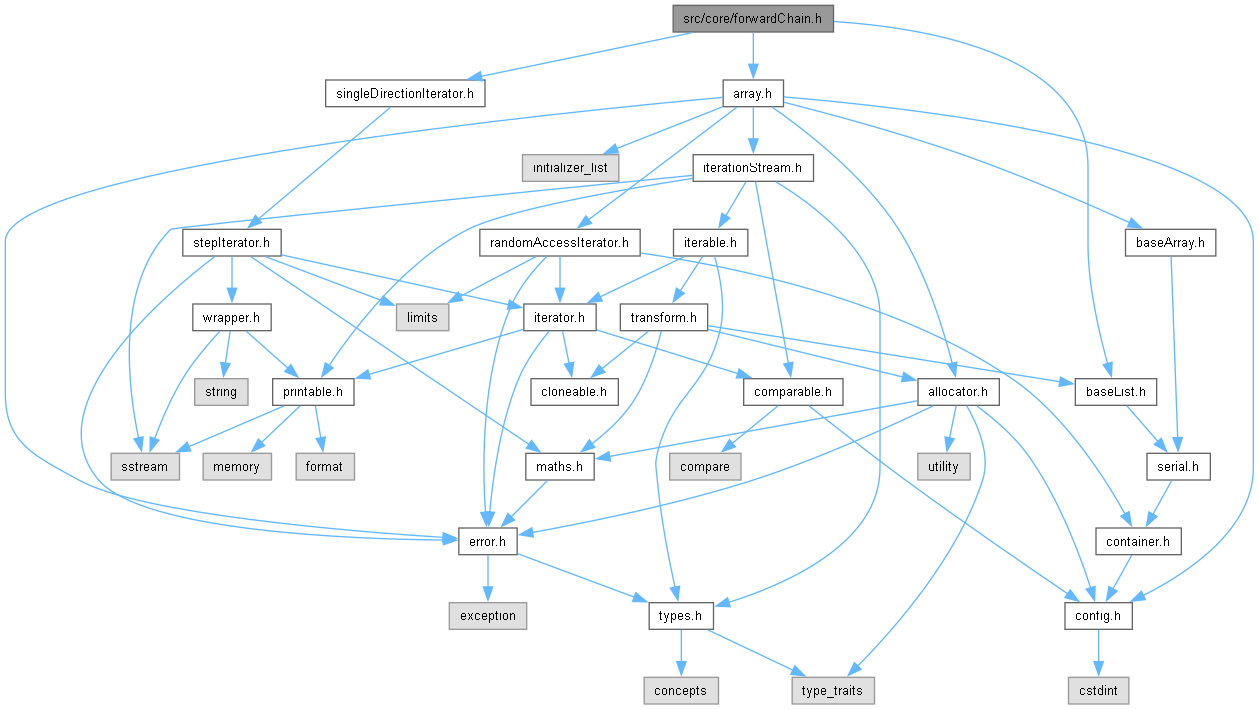 src/core/forwardChain.h
singleDirectionIterator.h
array.h
initializer_list
iterationStream.h
stepIterator.h
randomAccessIterator.h
iterable.h
baseArray.h
wrapper.h
limits
iterator.h
transform.h
string
printable.h
cloneable.h
comparable.h
allocator.h
baseList.h
sstream
memory
format
maths.h
compare
utility
serial.h
error.h
container.h
exception
types.h
config.h
concepts
type_traits
cstdint